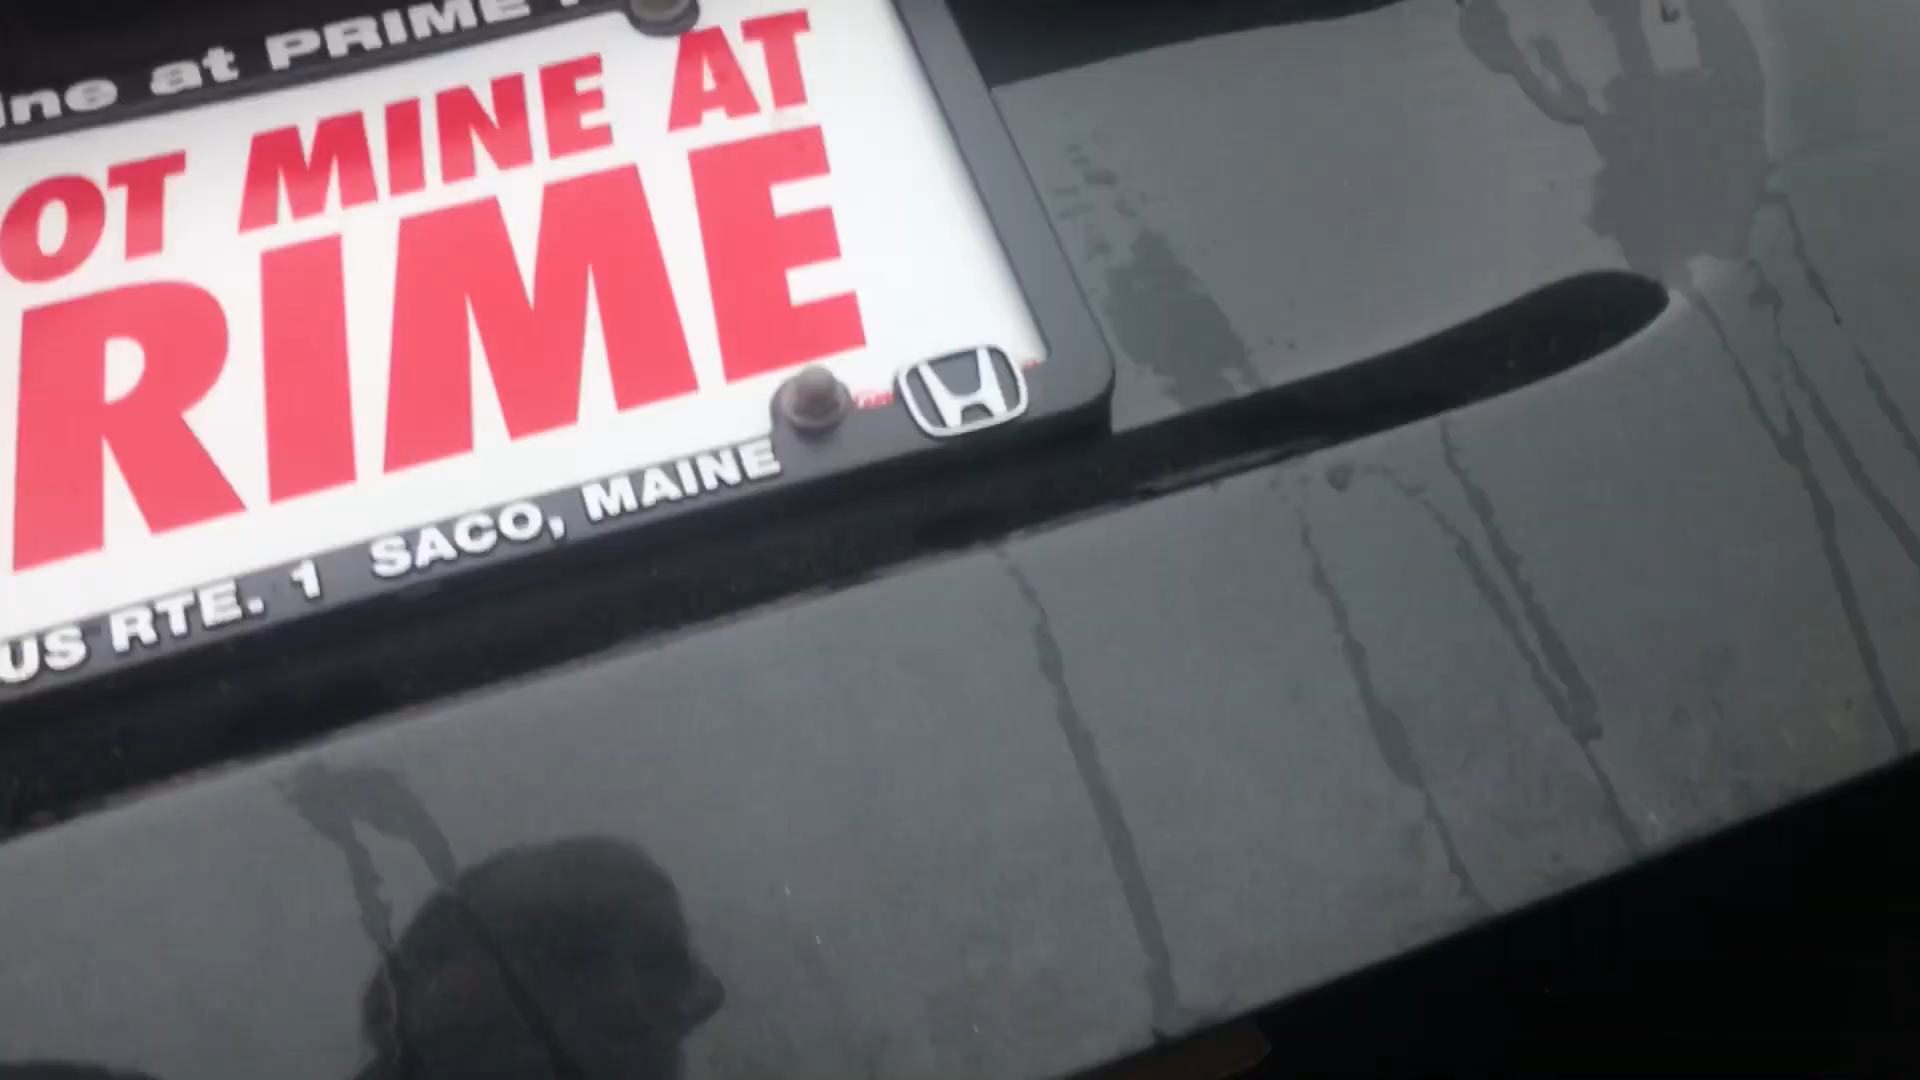 ine at PRIME
OT MINE AT
RIME
US RTE. 1 SACO, MAINE